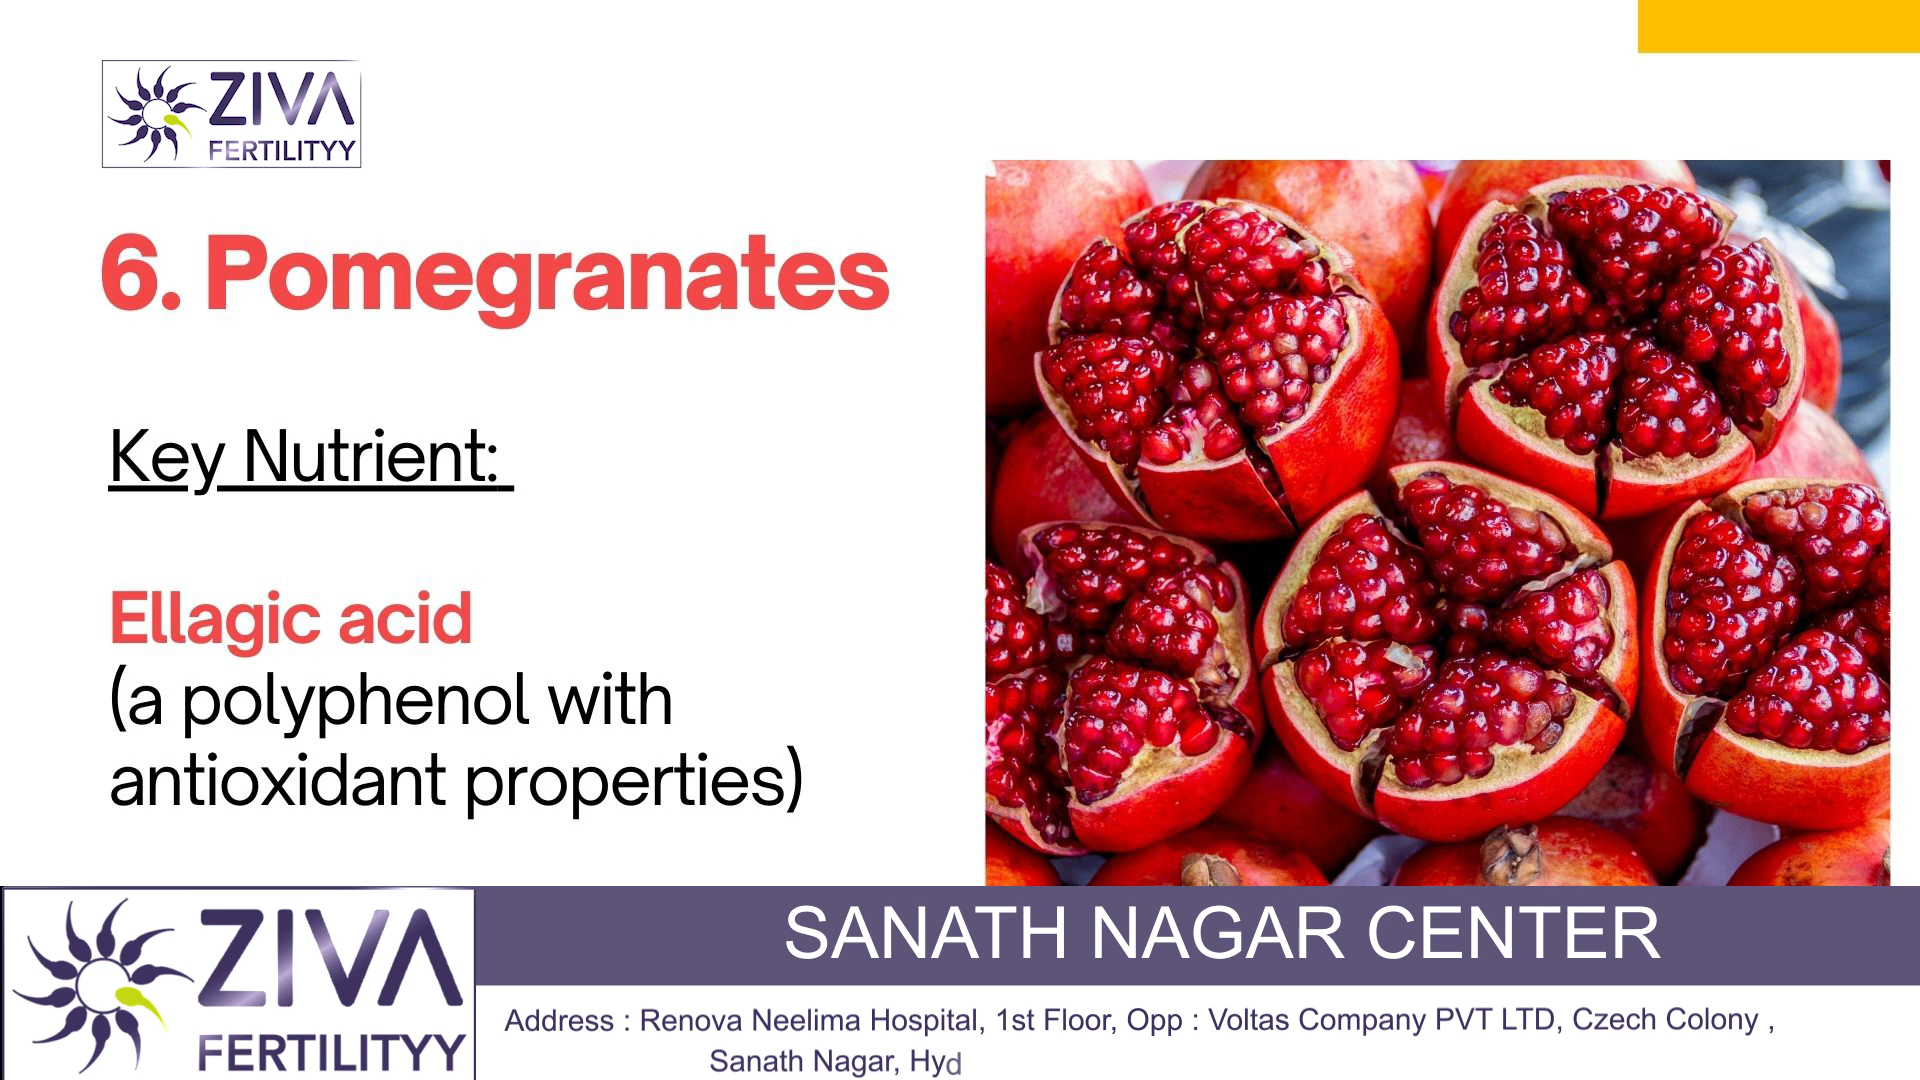 ZIVA
FERTILITYY
6. Pomegranates
Key Nutrient:
Ellagic acid
(a polyphenol with
antioxidant properties)
ZIVA
FERTILITYY
SANATH NAGAR CENTER
Address : Renova Neelima Hospital, 1st Floor, Opp : Voltas Company PVT LTD, Czech Colony ,
Sanath Nagar, Hyd